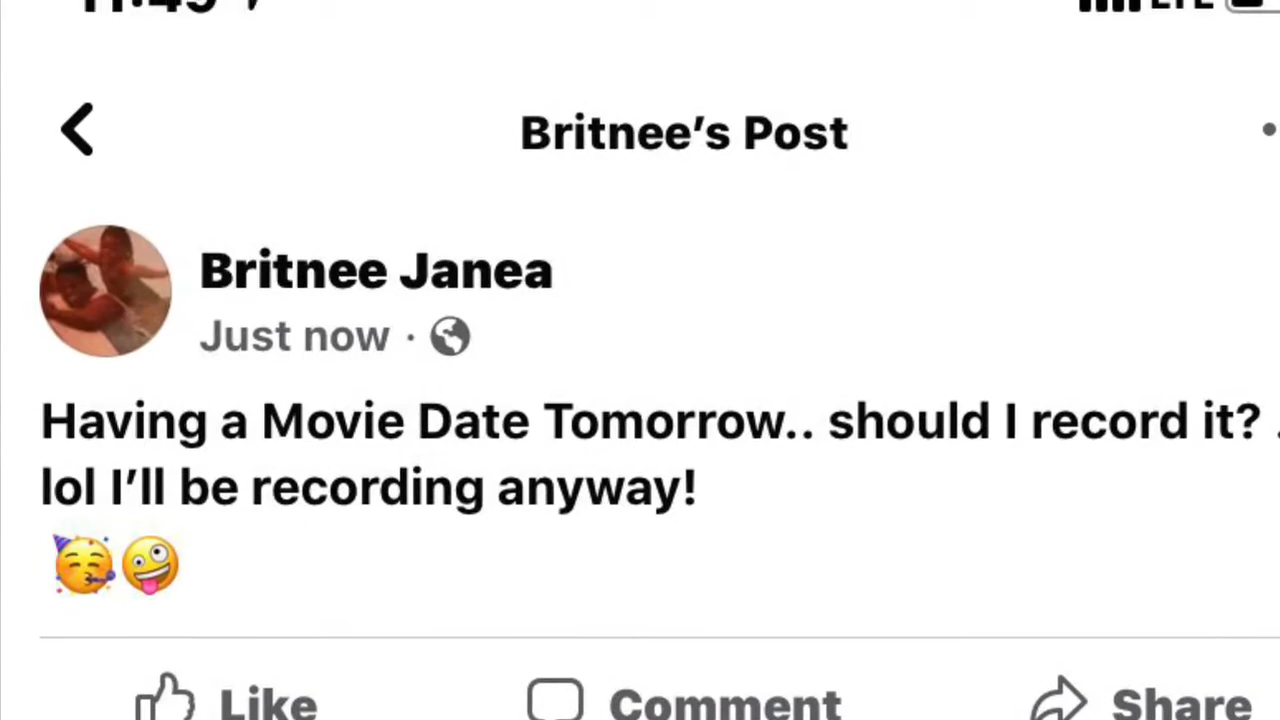 Britnee's Post
Britnee Janea
Just now ·
Having a Movie Date Tomorrow.. should I record it?
lol I'll be recording anyway!
🥳🤪
Like Comment Share